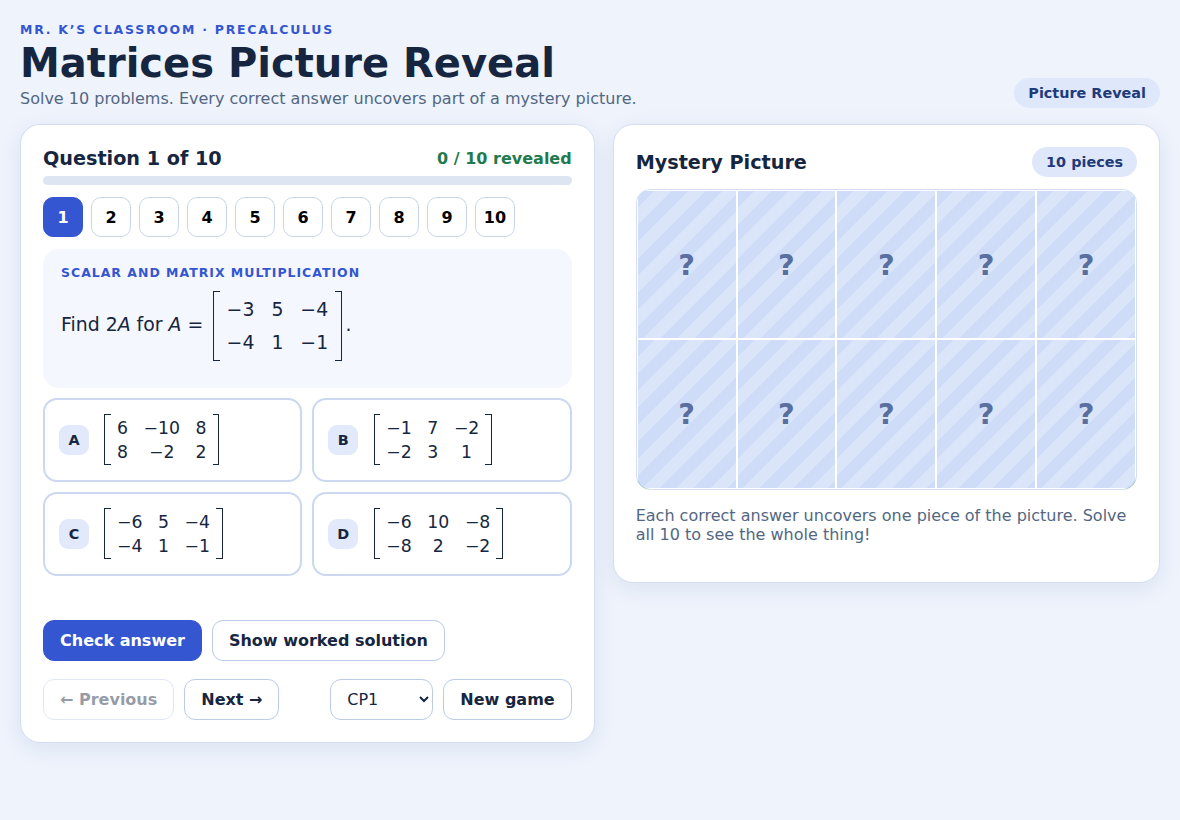 MR. K’S CLASSROOM · PRECALCULUS
Matrices Picture Reveal
Solve 10 problems. Every correct answer uncovers part of a mystery picture.
Picture Reveal
Question 1 of 10
0 / 10 revealed
1 2 3 4 5 6 7 8 9 10
SCALAR AND MATRIX MULTIPLICATION
Find 2A for A = [−3 5 −4
−4 1 −1].
A
6 −10 8
8 −2 2
B
−1 7 −2
−2 3 1
C
−6 5 −4
−4 1 −1
D
−6 10 −8
−8 2 −2
Check answer
Show worked solution
← Previous
Next →
CP1
New game
Mystery Picture
10 pieces
? ? ? ? ?
? ? ? ? ?
Each correct answer uncovers one piece of the picture. Solve
all 10 to see the whole thing!